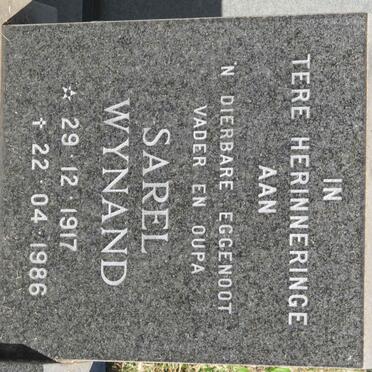 IN
TERE HERINNERINGE
AAN
'N DIERBARE EGGENOOT
VADER EN OUPA
SAREL
WYNAND
☆ 29·12·1917
✝ 22·04·1986